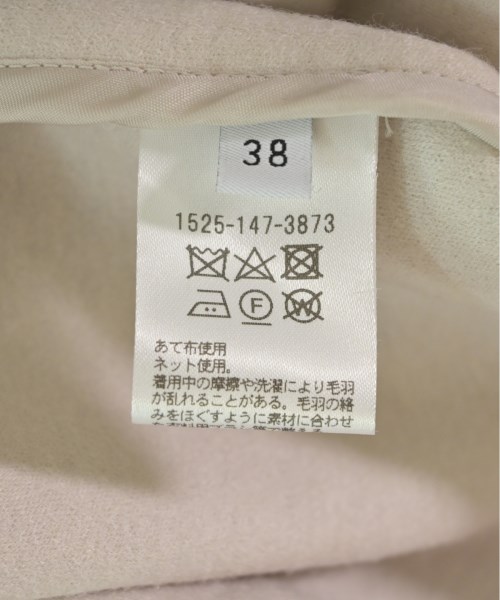 38
1525-147-3873
F
W
あて布使用
ネット使用。
着用中の摩擦や洗濯により毛羽
が乱れることがある。毛羽の絡
みをほぐすように素材に合わせ